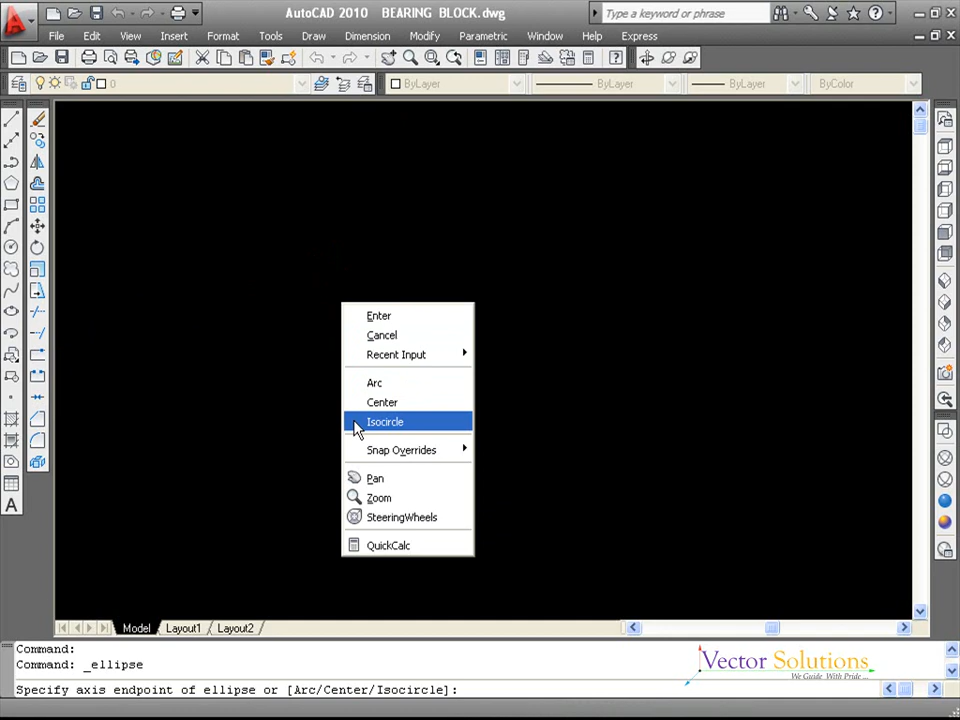 AutoCAD 2010 BEARING BLOCK.dwg
Type a keyword or phrase
File Edit View Insert Format Tools Draw Dimension Modify Parametric Window Help Express
0
ByLayer
ByLayer
ByLayer
ByColor
Enter
Cancel
Recent Input
Arc
Center
Isocircle
Snap Overrides
Pan
Zoom
SteeringWheels
QuickCalc
A
Model Layout1 Layout2
Command:
Command: _ellipse
Specify axis endpoint of ellipse or [Arc/Center/Isocircle]:
Vector Solutions
We Guide With Pride ...